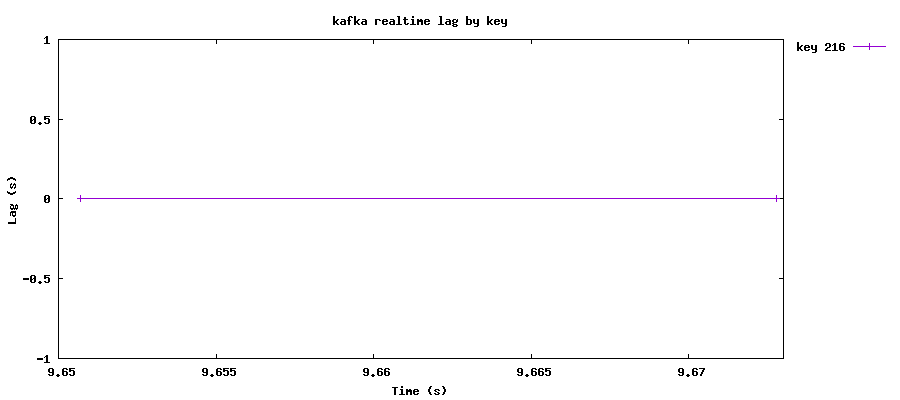 kafka realtime lag by key
key 216
1
0.5
0
-0.5
-1
Lag (s)
9.65 9.655 9.66 9.665 9.67
Time (s)